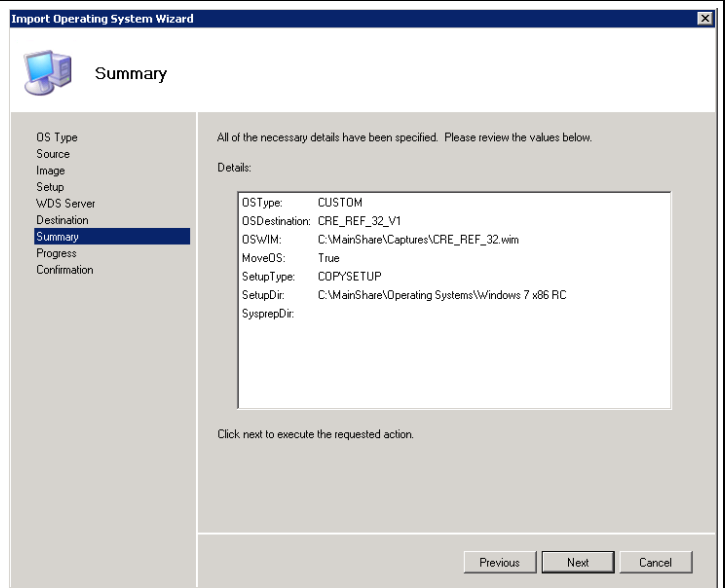 Import Operating System Wizard
Summary
OS Type
Source
Image
Setup
WDS Server
Destination
Summary
Progress
Confirmation
All of the necessary details have been specified.  Please review the values below.
Details:
OSType: CUSTOM
OSDestination: CRE_REF_32_V1
OSWIM: C:\MainShare\Captures\CRE_REF_32.wim
MoveOS: True
SetupType: COPYSETUP
SetupDir: C:\MainShare\Operating Systems\Windows 7 x86 RC
SysprepDir:
Click next to execute the requested action.
Previous Next Cancel